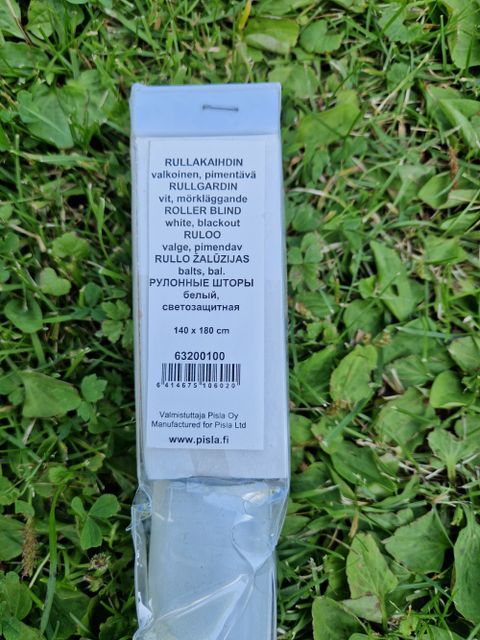 RULLAKAIHDIN
valkoinen, pimentävä
RULLGARDIN
vit, mörkläggande
ROLLER BLIND
white, blackout
RULOO
valge, pimendav
RULLO ŽALŪZIJAS
balts, bal.
РУЛОННЫЕ ШТОРЫ
белый,
светозащитная
140 x 180 cm
63200100
6 414675 106020
Valmistuttaja Pisla Oy
Manufactured for Pisla Ltd
www.pisla.fi